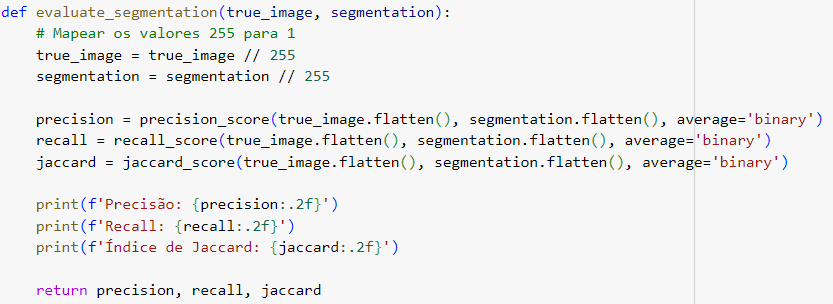 def evaluate_segmentation(true_image, segmentation):
    # Mapear os valores 255 para 1
    true_image = true_image // 255
    segmentation = segmentation // 255

    precision = precision_score(true_image.flatten(), segmentation.flatten(), average='binary')
    recall = recall_score(true_image.flatten(), segmentation.flatten(), average='binary')
    jaccard = jaccard_score(true_image.flatten(), segmentation.flatten(), average='binary')

    print(f'Precisão: {precision:.2f}')
    print(f'Recall: {recall:.2f}')
    print(f'Índice de Jaccard: {jaccard:.2f}')

    return precision, recall, jaccard